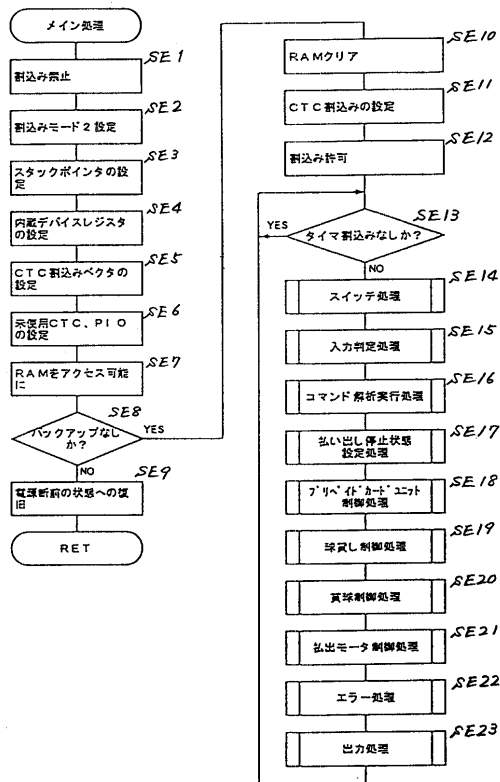 メイン処理
SE1
割込み禁止
SE2
割込みモード２設定
SE3
スタックポインタの設
定
SE4
内蔵デバイスレジスタ
の設定
SE5
ＣＴＣ割込みベクタの
設定
SE6
未使用ＣＴＣ、ＰＩＯ
の設定
SE7
ＲＡＭをアクセス可能
に
SE8
バックアップなし
か？
YES
NO
SE9
電源断前の状態への復
旧
ＲＥＴ
SE10
ＲＡＭクリア
SE11
ＣＴＣ割込みの設定
SE12
割込み許可
SE13
YES
タイマ割込みなしか？
NO
SE14
スイッチ処理
SE15
入力判定処理
SE16
コマンド解析実行処理
SE17
払い出し停止状態
設定処理
SE18
プリペイドカードユニット
制御処理
SE19
球貸し制御処理
SE20
賞球制御処理
SE21
払出モータ制御処理
SE22
エラー処理
SE23
出力処理